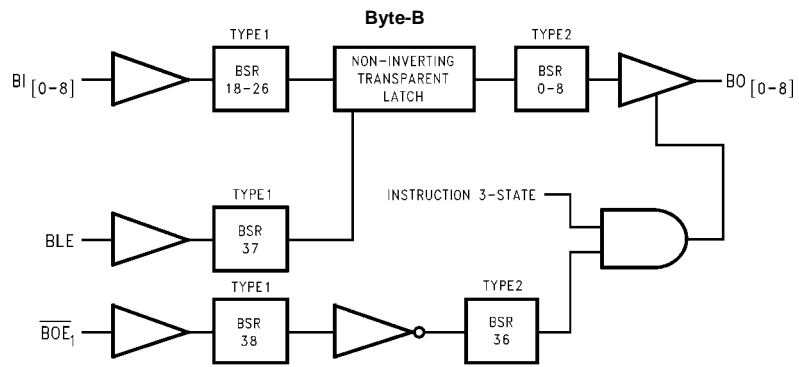 Byte-B
TYPE1
TYPE2
BI [0-8]
BSR
18-26
NON-INVERTING
TRANSPARENT
LATCH
BSR
0-8
BO [0-8]
TYPE1
INSTRUCTION 3-STATE
BLE
BSR
37
TYPE1
TYPE2
BOE1
BSR
38
BSR
36